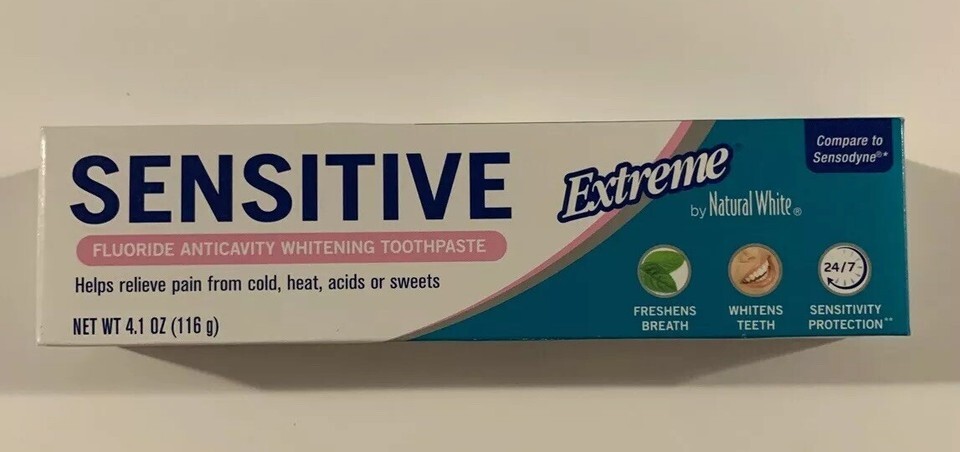 SENSITIVE
FLUORIDE ANTICAVITY WHITENING TOOTHPASTE
Helps relieve pain from cold, heat, acids or sweets
NET WT 4.1 OZ (116 g)
Extreme®
by Natural White®
Compare to
Sensodyne®*
FRESHENS
BREATH
WHITENS
TEETH
24/7
SENSITIVITY
PROTECTION**